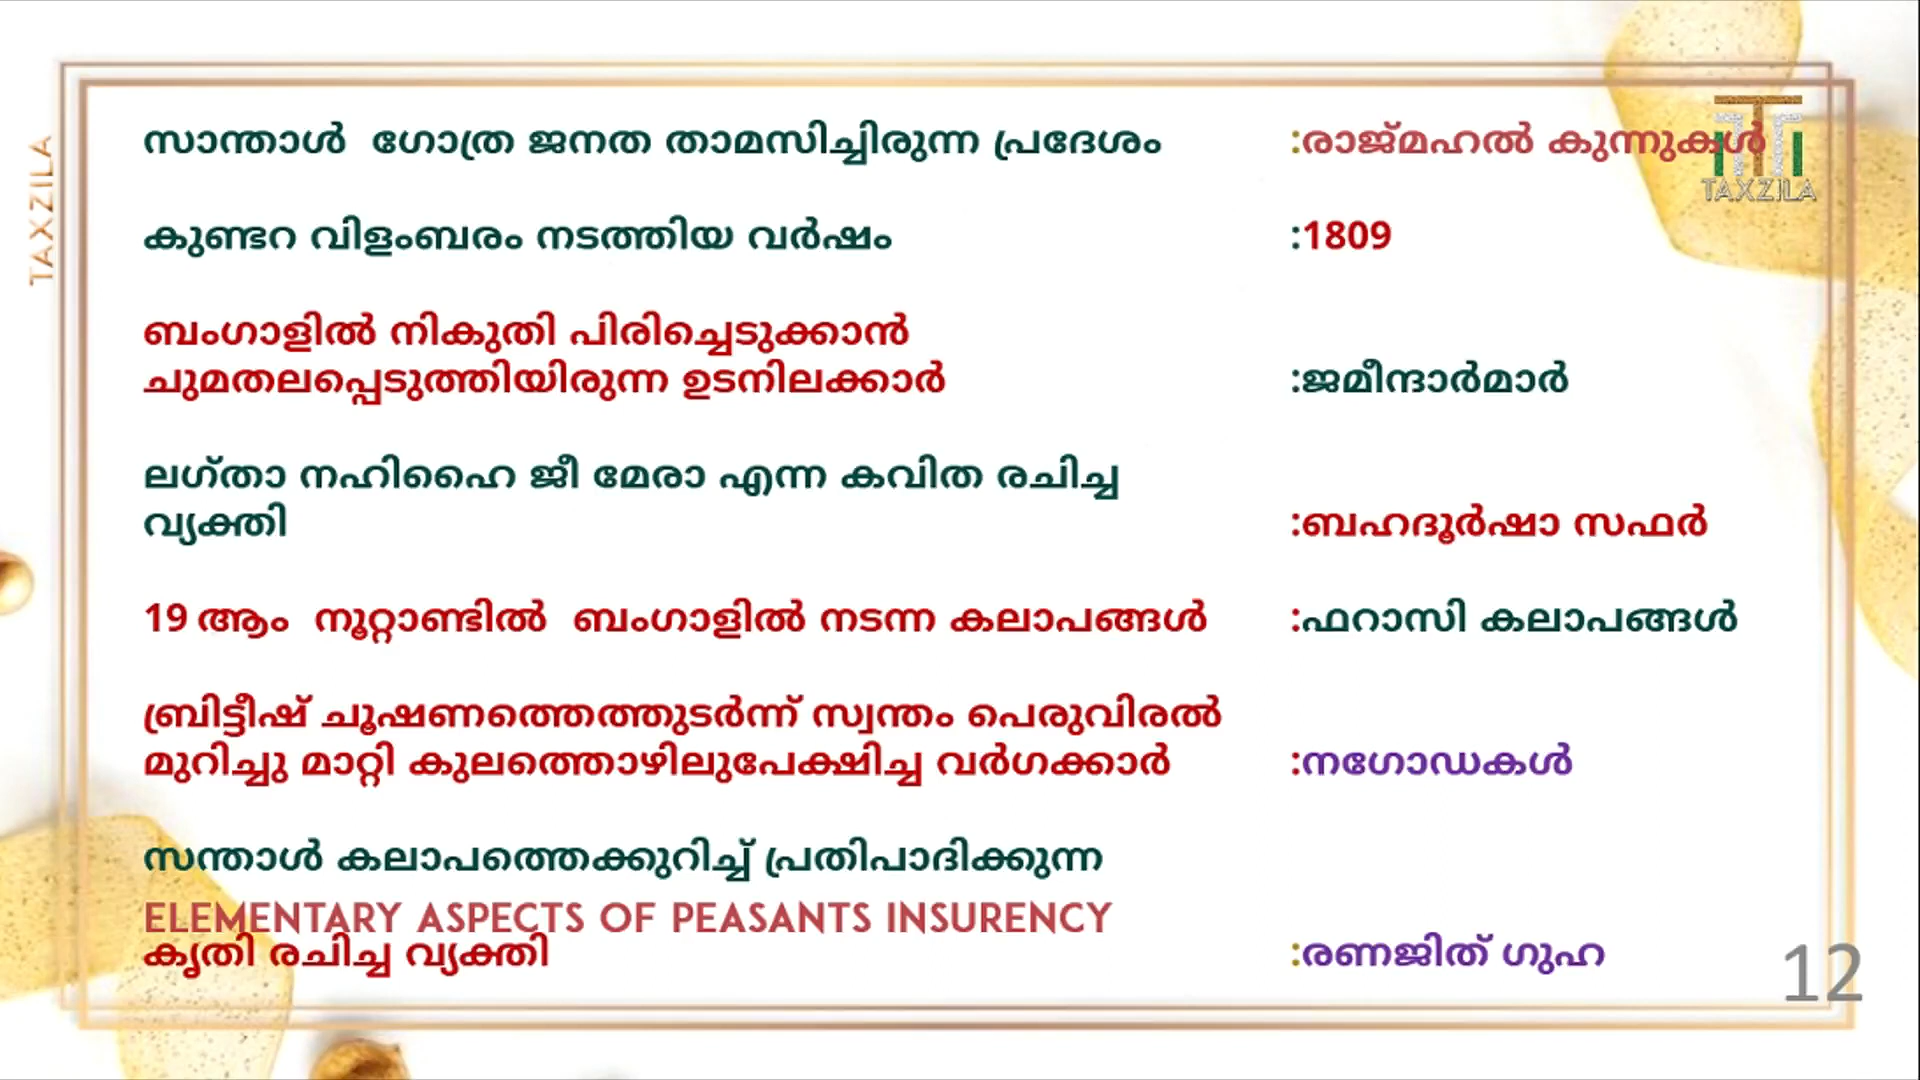 TAXZILA
TAXZILA
സാന്താൾ ഗോത്ര ജനത താമസിച്ചിരുന്ന പ്രദേശം :രാജ്മഹൽ കുന്നുകൾ
കുണ്ടറ വിളംബരം നടത്തിയ വർഷം :1809
ബംഗാളിൽ നികുതി പിരിച്ചെടുക്കാൻ
ചുമതലപ്പെടുത്തിയിരുന്ന ഉടനിലക്കാർ :ജമീന്ദാർമാർ
ലഗ്താ നഹിഹൈ ജീ മേരാ എന്ന കവിത രചിച്ച
വ്യക്തി :ബഹദൂർഷാ സഫർ
19 ആം നൂറ്റാണ്ടിൽ ബംഗാളിൽ നടന്ന കലാപങ്ങൾ :ഫറാസി കലാപങ്ങൾ
ബ്രിട്ടീഷ് ചൂഷണത്തെത്തുടർന്ന് സ്വന്തം പെരുവിരൽ
മുറിച്ചു മാറ്റി കുലത്തൊഴിലുപേക്ഷിച്ച വർഗക്കാർ :നഗോഡകൾ
സന്താൾ കലാപത്തെക്കുറിച്ച് പ്രതിപാദിക്കുന്ന
ELEMENTARY ASPECTS OF PEASANTS INSURENCY
കൃതി രചിച്ച വ്യക്തി :രണജിത് ഗുഹ
12